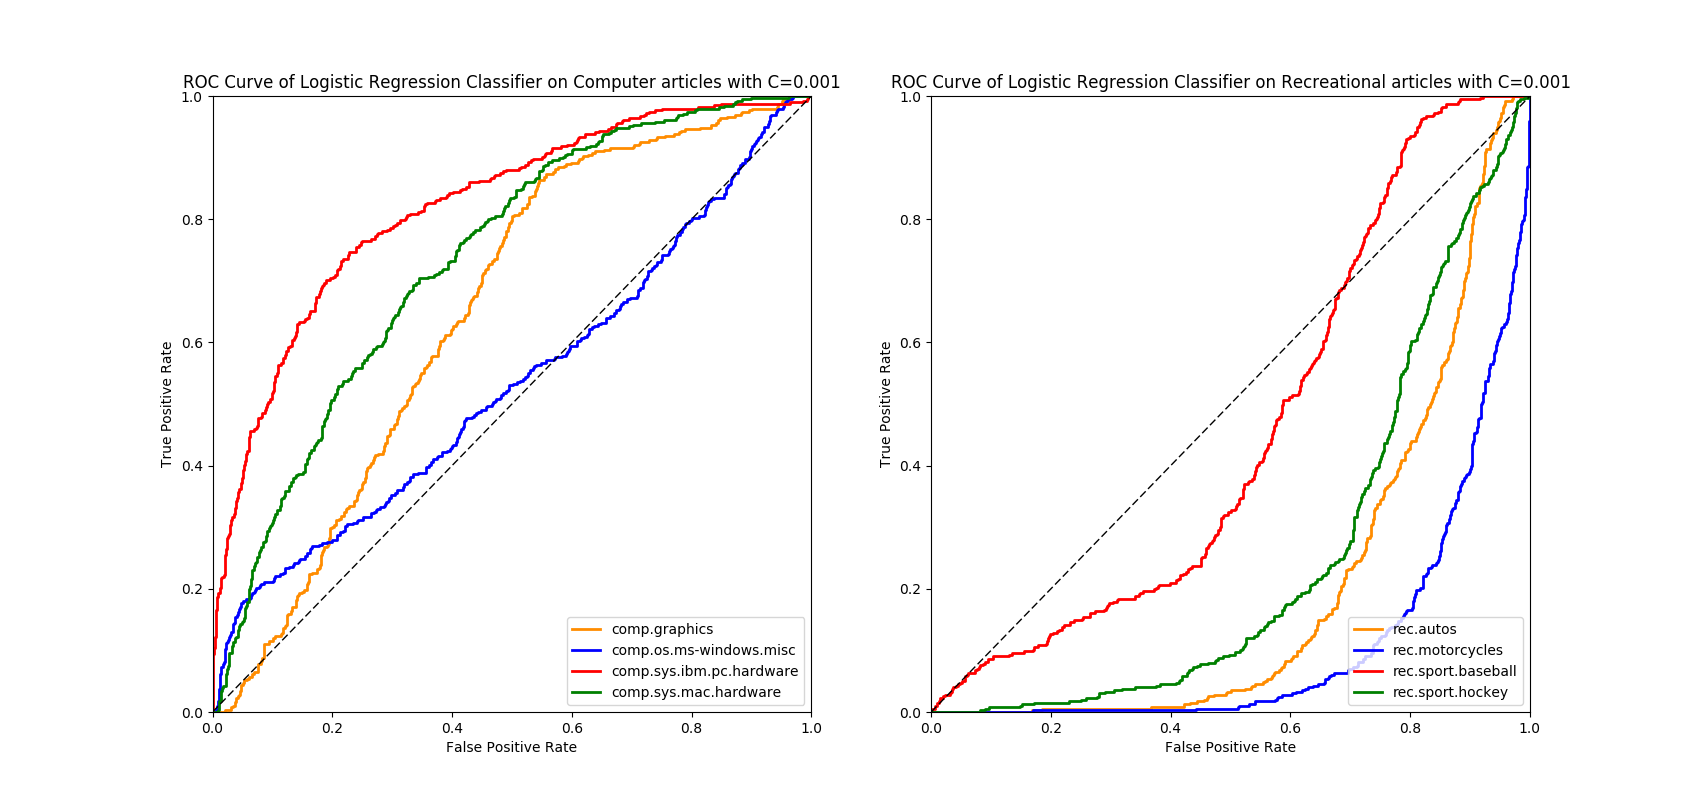 ROC Curve of Logistic Regression Classifier on Computer articles with C=0.001
1.0
0.8
0.6
0.4
0.2
0.0
True Positive Rate
0.0 0.2 0.4 0.6 0.8 1.0
False Positive Rate
comp.graphics
comp.os.ms-windows.misc
comp.sys.ibm.pc.hardware
comp.sys.mac.hardware
ROC Curve of Logistic Regression Classifier on Recreational articles with C=0.001
1.0
0.8
0.6
0.4
0.2
0.0
True Positive Rate
0.0 0.2 0.4 0.6 0.8 1.0
False Positive Rate
rec.autos
rec.motorcycles
rec.sport.baseball
rec.sport.hockey